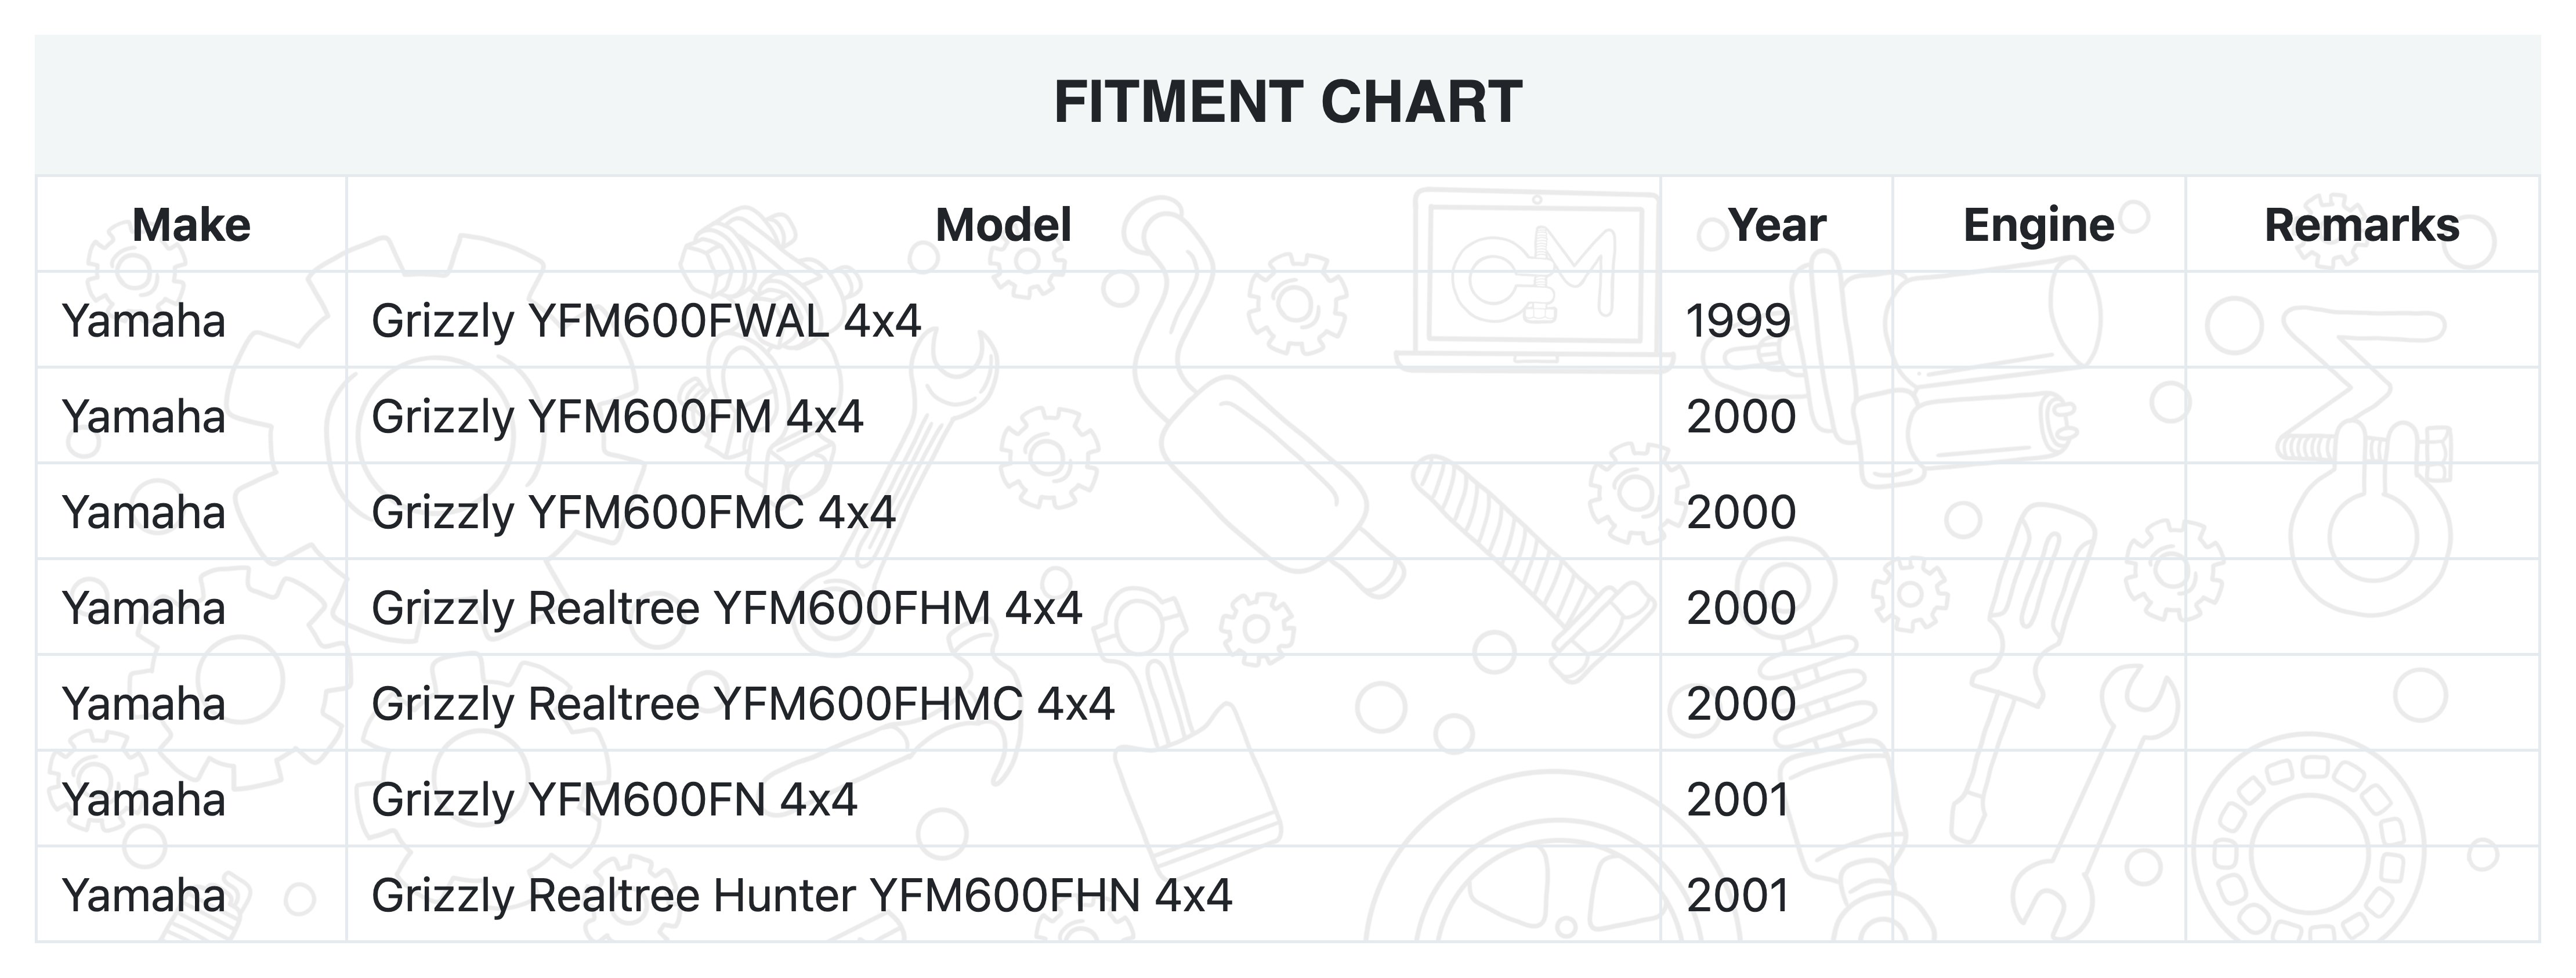 FITMENT CHART
Make Model Year Engine Remarks
Yamaha Grizzly YFM600FWAL 4x4 1999
Yamaha Grizzly YFM600FM 4x4 2000
Yamaha Grizzly YFM600FMC 4x4 2000
Yamaha Grizzly Realtree YFM600FHM 4x4 2000
Yamaha Grizzly Realtree YFM600FHMC 4x4 2000
Yamaha Grizzly YFM600FN 4x4 2001
Yamaha Grizzly Realtree Hunter YFM600FHN 4x4 2001